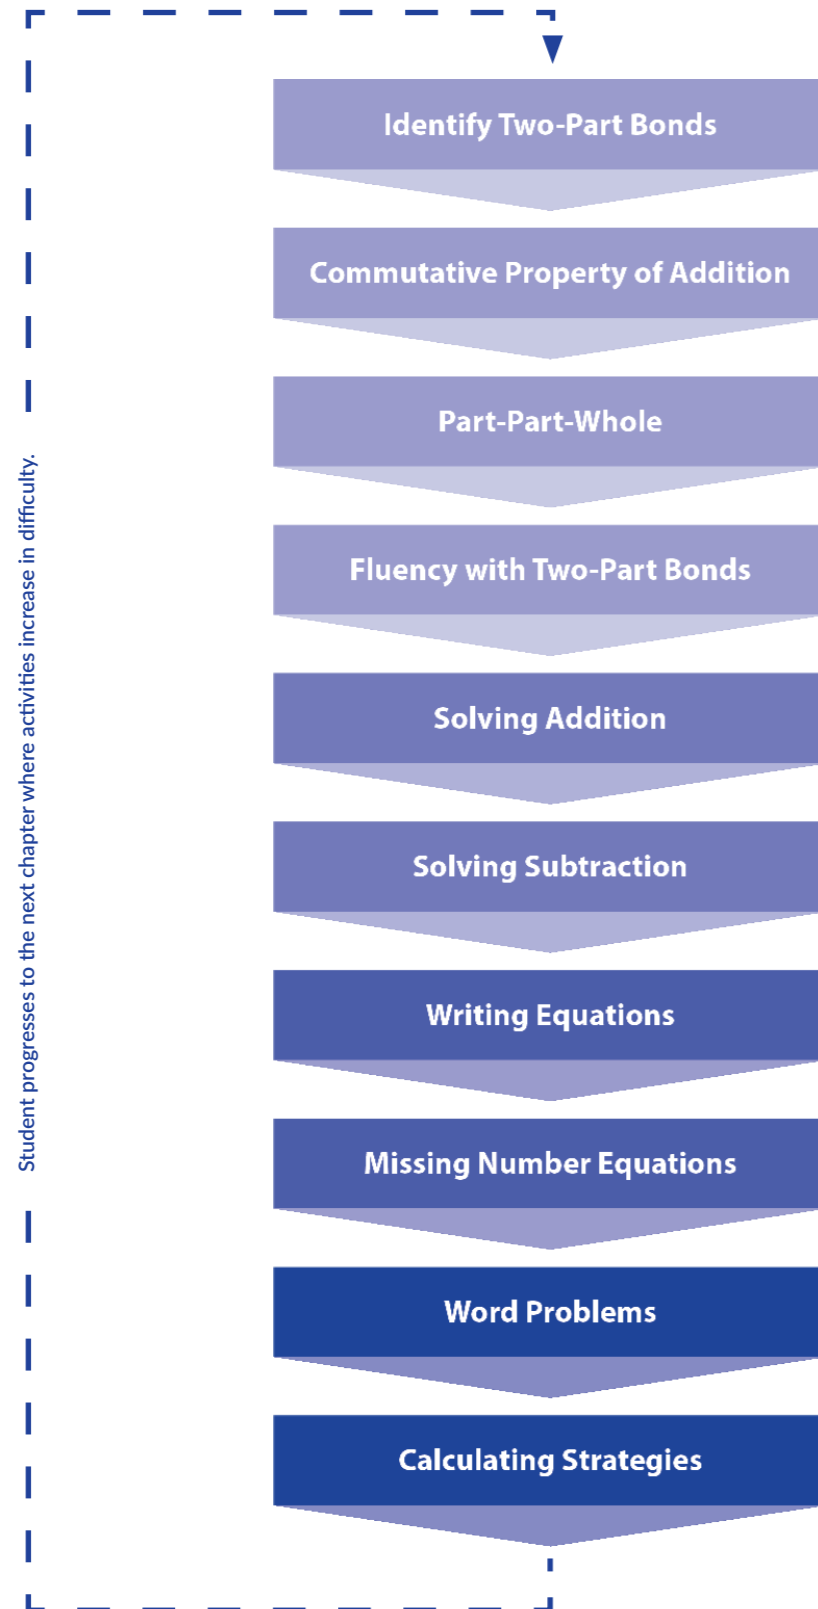 Identify Two-Part Bonds
Commutative Property of Addition
Part-Part-Whole
Fluency with Two-Part Bonds
Solving Addition
Solving Subtraction
Writing Equations
Missing Number Equations
Word Problems
Calculating Strategies
Student progresses to the next chapter where activities increase in difficulty.